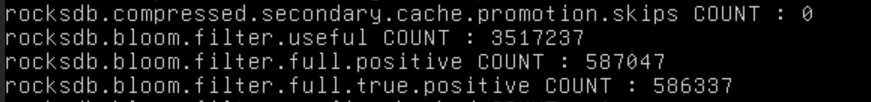 rocksdb.compressed.secondary.cache.promotion.skips COUNT : 0
rocksdb.bloom.filter.useful COUNT : 3517237
rocksdb.bloom.filter.full.positive COUNT : 587047
rocksdb.bloom.filter.full.true.positive COUNT : 586337